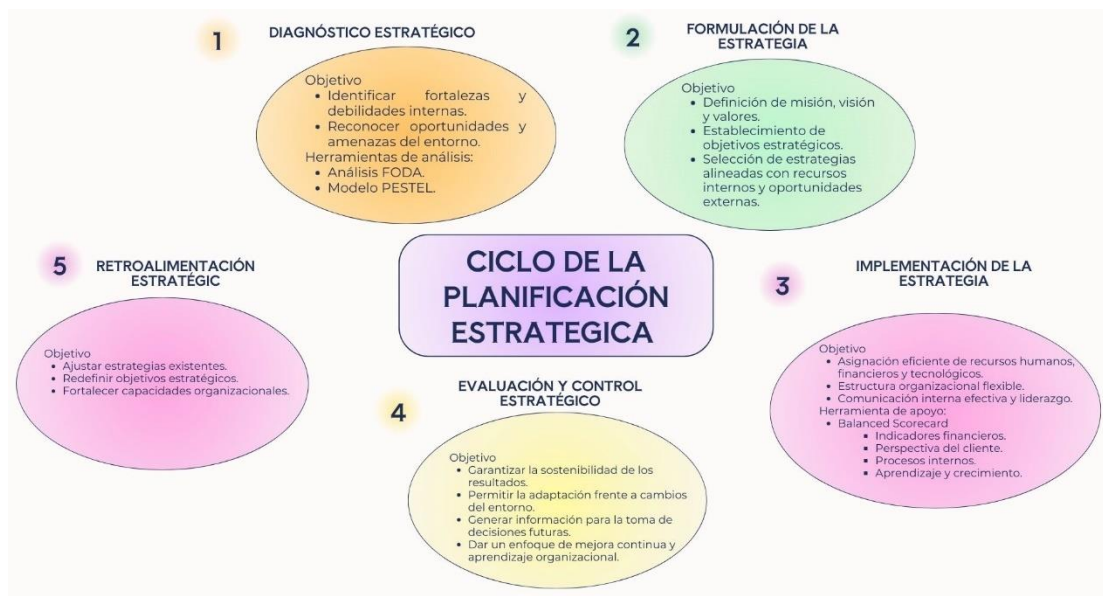 1
DIAGNÓSTICO ESTRATÉGICO
Objetivo
• Identificar fortalezas y
debilidades internas.
• Reconocer oportunidades y
amenazas del entorno.
Herramientas de análisis:
• Análisis FODA.
• Modelo PESTEL.
2
FORMULACIÓN DE LA
ESTRATEGIA
Objetivo
• Definición de misión, visión
y valores.
• Establecimiento de
objetivos estratégicos.
• Selección de estrategias
alineadas con recursos
internos y oportunidades
externas.
CICLO DE LA
PLANIFICACIÓN
ESTRATEGICA
3
IMPLEMENTACIÓN DE LA
ESTRATEGIA
Objetivo
• Asignación eficiente de recursos humanos,
financieros y tecnológicos.
• Estructura organizacional flexible.
• Comunicación interna efectiva y liderazgo.
Herramienta de apoyo:
• Balanced Scorecard
▪ Indicadores financieros.
▪ Perspectiva del cliente.
▪ Procesos internos.
▪ Aprendizaje y crecimiento.
4
EVALUACIÓN Y CONTROL
ESTRATÉGICO
Objetivo
• Garantizar la sostenibilidad de los
resultados.
• Permitir la adaptación frente a cambios
del entorno.
• Generar información para la toma de
decisiones futuras.
• Dar un enfoque de mejora continua y
aprendizaje organizacional.
5
RETROALIMENTACIÓN
ESTRATÉGIC
Objetivo
• Ajustar estrategias existentes.
• Redefinir objetivos estratégicos.
• Fortalecer capacidades organizacionales.